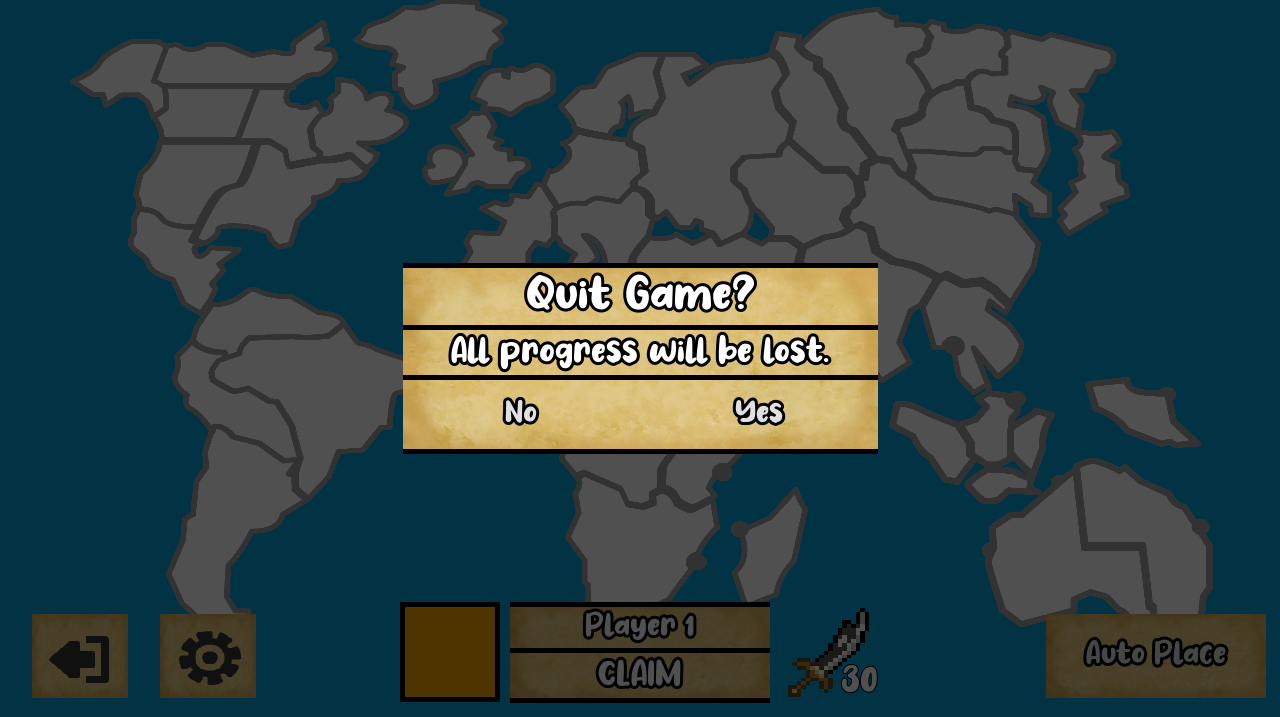 Quit Game?
All progress will be lost.
No
Yes
Player 1
CLAIM
30
Auto Place